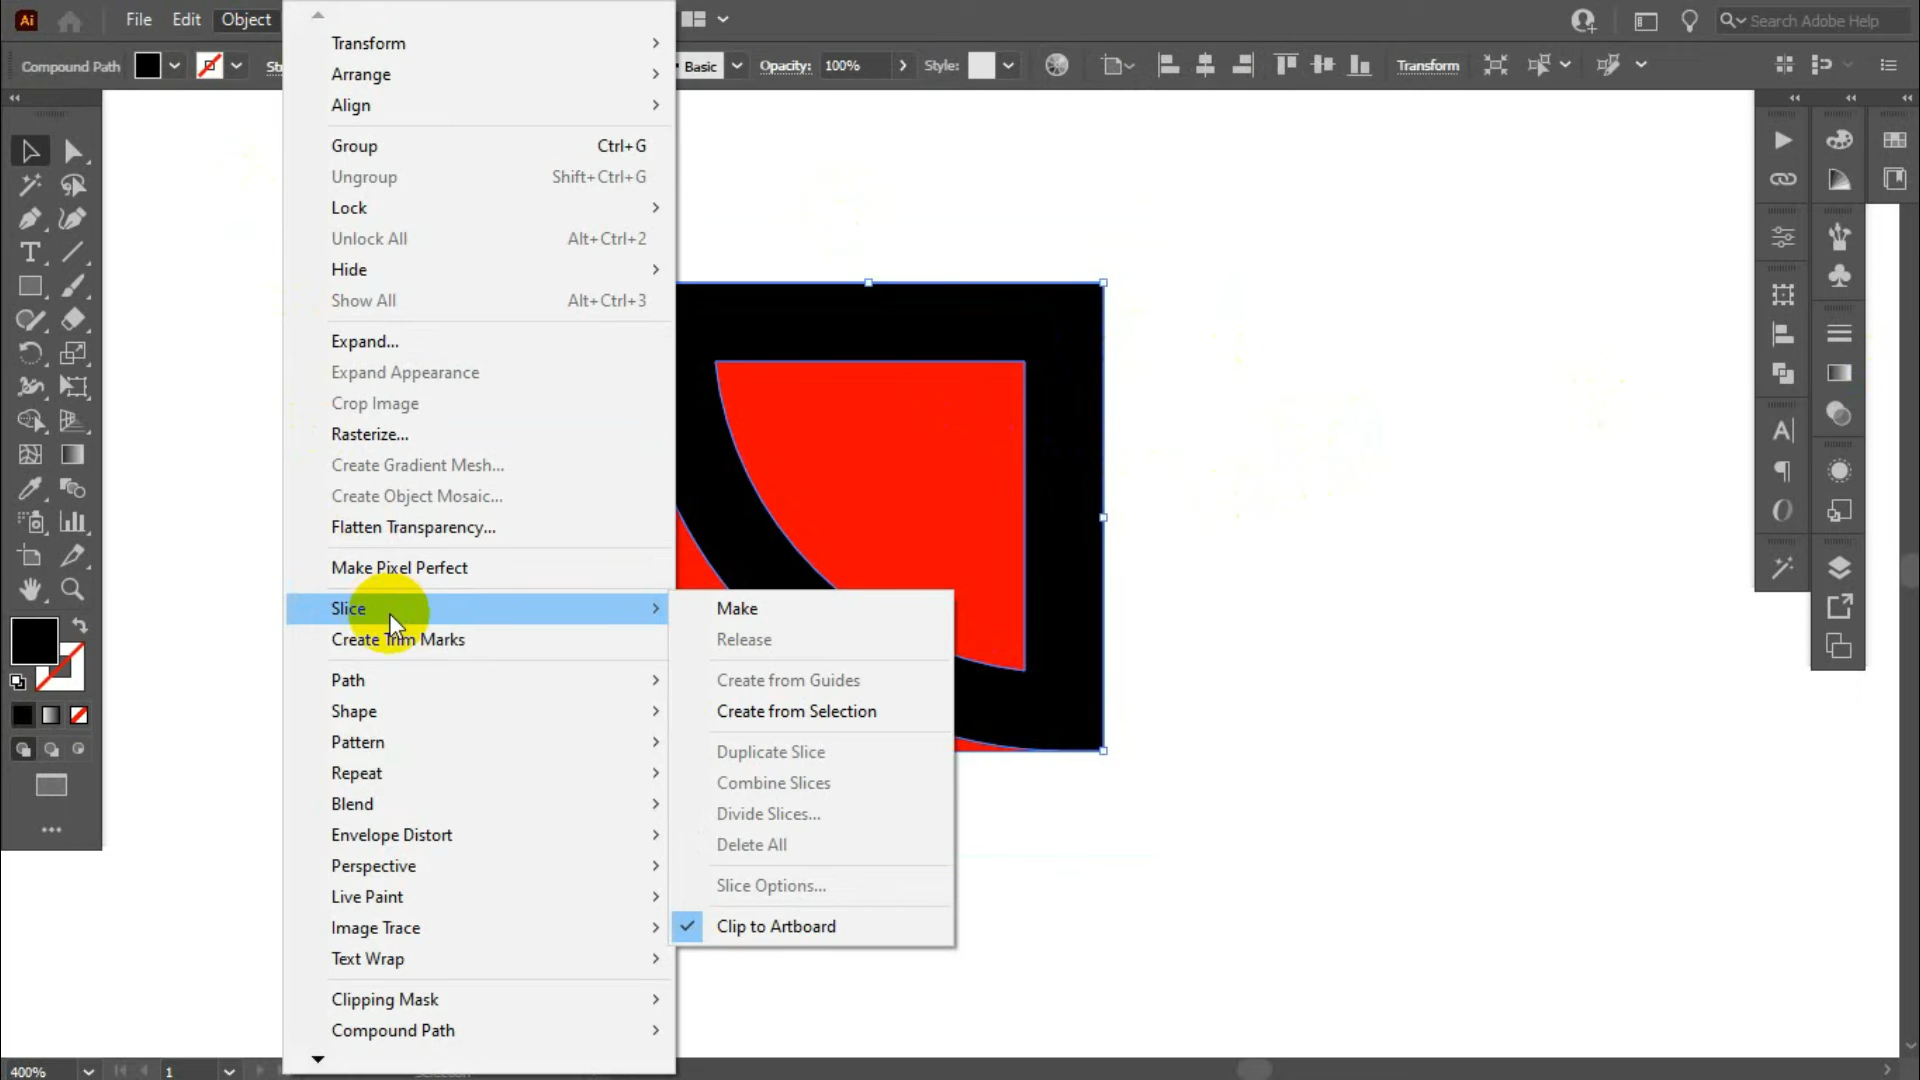 Ai File Edit Object Search Adobe Help
Compound Path Basic Opacity: 100% Style: Transform
Transform
Arrange
Align
Group Ctrl+G
Ungroup Shift+Ctrl+G
Lock
Unlock All Alt+Ctrl+2
Hide
Show All Alt+Ctrl+3
Expand...
Expand Appearance
Crop Image
Rasterize...
Create Gradient Mesh...
Create Object Mosaic...
Flatten Transparency...
Make Pixel Perfect
Slice
Create Trim Marks
Path
Shape
Pattern
Repeat
Blend
Envelope Distort
Perspective
Live Paint
Image Trace
Text Wrap
Clipping Mask
Compound Path
Make
Release
Create from Guides
Create from Selection
Duplicate Slice
Combine Slices
Divide Slices...
Delete All
Slice Options...
Clip to Artboard
400% 1